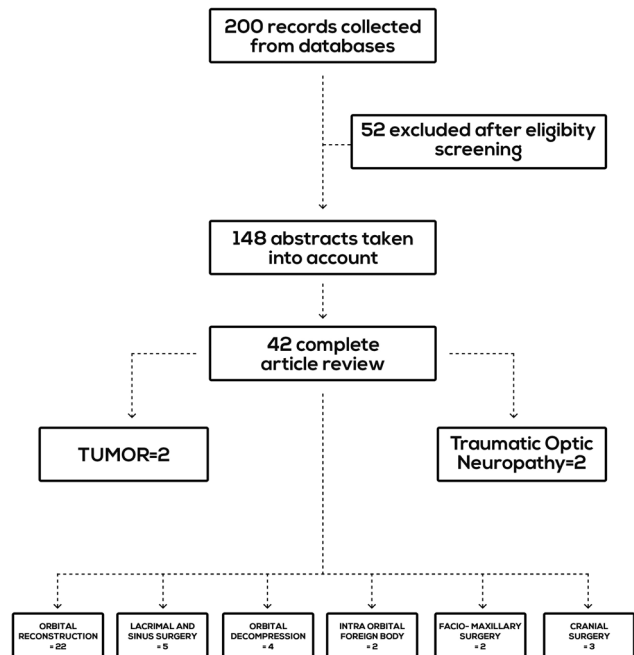 200 records collected
from databases
52 excluded after eligibity
screening
148 abstracts taken
into account
42 complete
article review
TUMOR=2
Traumatic Optic
Neuropathy=2
ORBITAL
RECONSTRUCTION
= 22
LACRIMAL AND
SINUS SURGERY
= 5
ORBITAL
DECOMPRESSION
= 4
INTRA ORBITAL
FOREIGN BODY
= 2
FACIO- MAXILLARY
SURGERY
= 2
CRANIAL
SURGERY
= 3